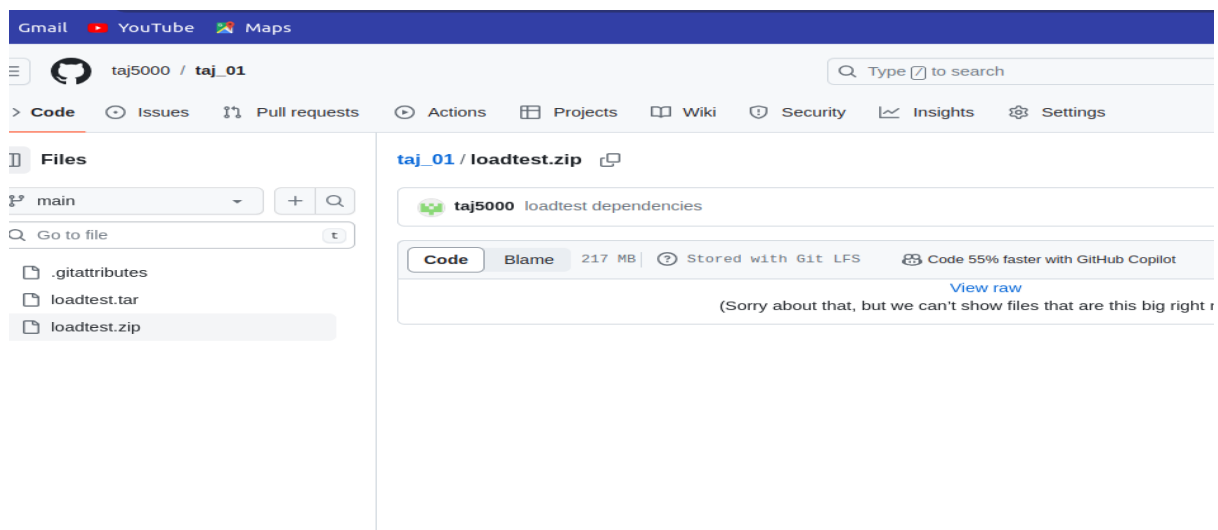 Gmail YouTube Maps
taj5000 / taj_01
Type / to search
Code Issues Pull requests Actions Projects Wiki Security Insights Settings
Files
main
Go to file t
.gitattributes
loadtest.tar
loadtest.zip
taj_01 / loadtest.zip
taj5000 loadtest dependencies
Code Blame 217 MB Stored with Git LFS Code 55% faster with GitHub Copilot
View raw
(Sorry about that, but we can't show files that are this big right